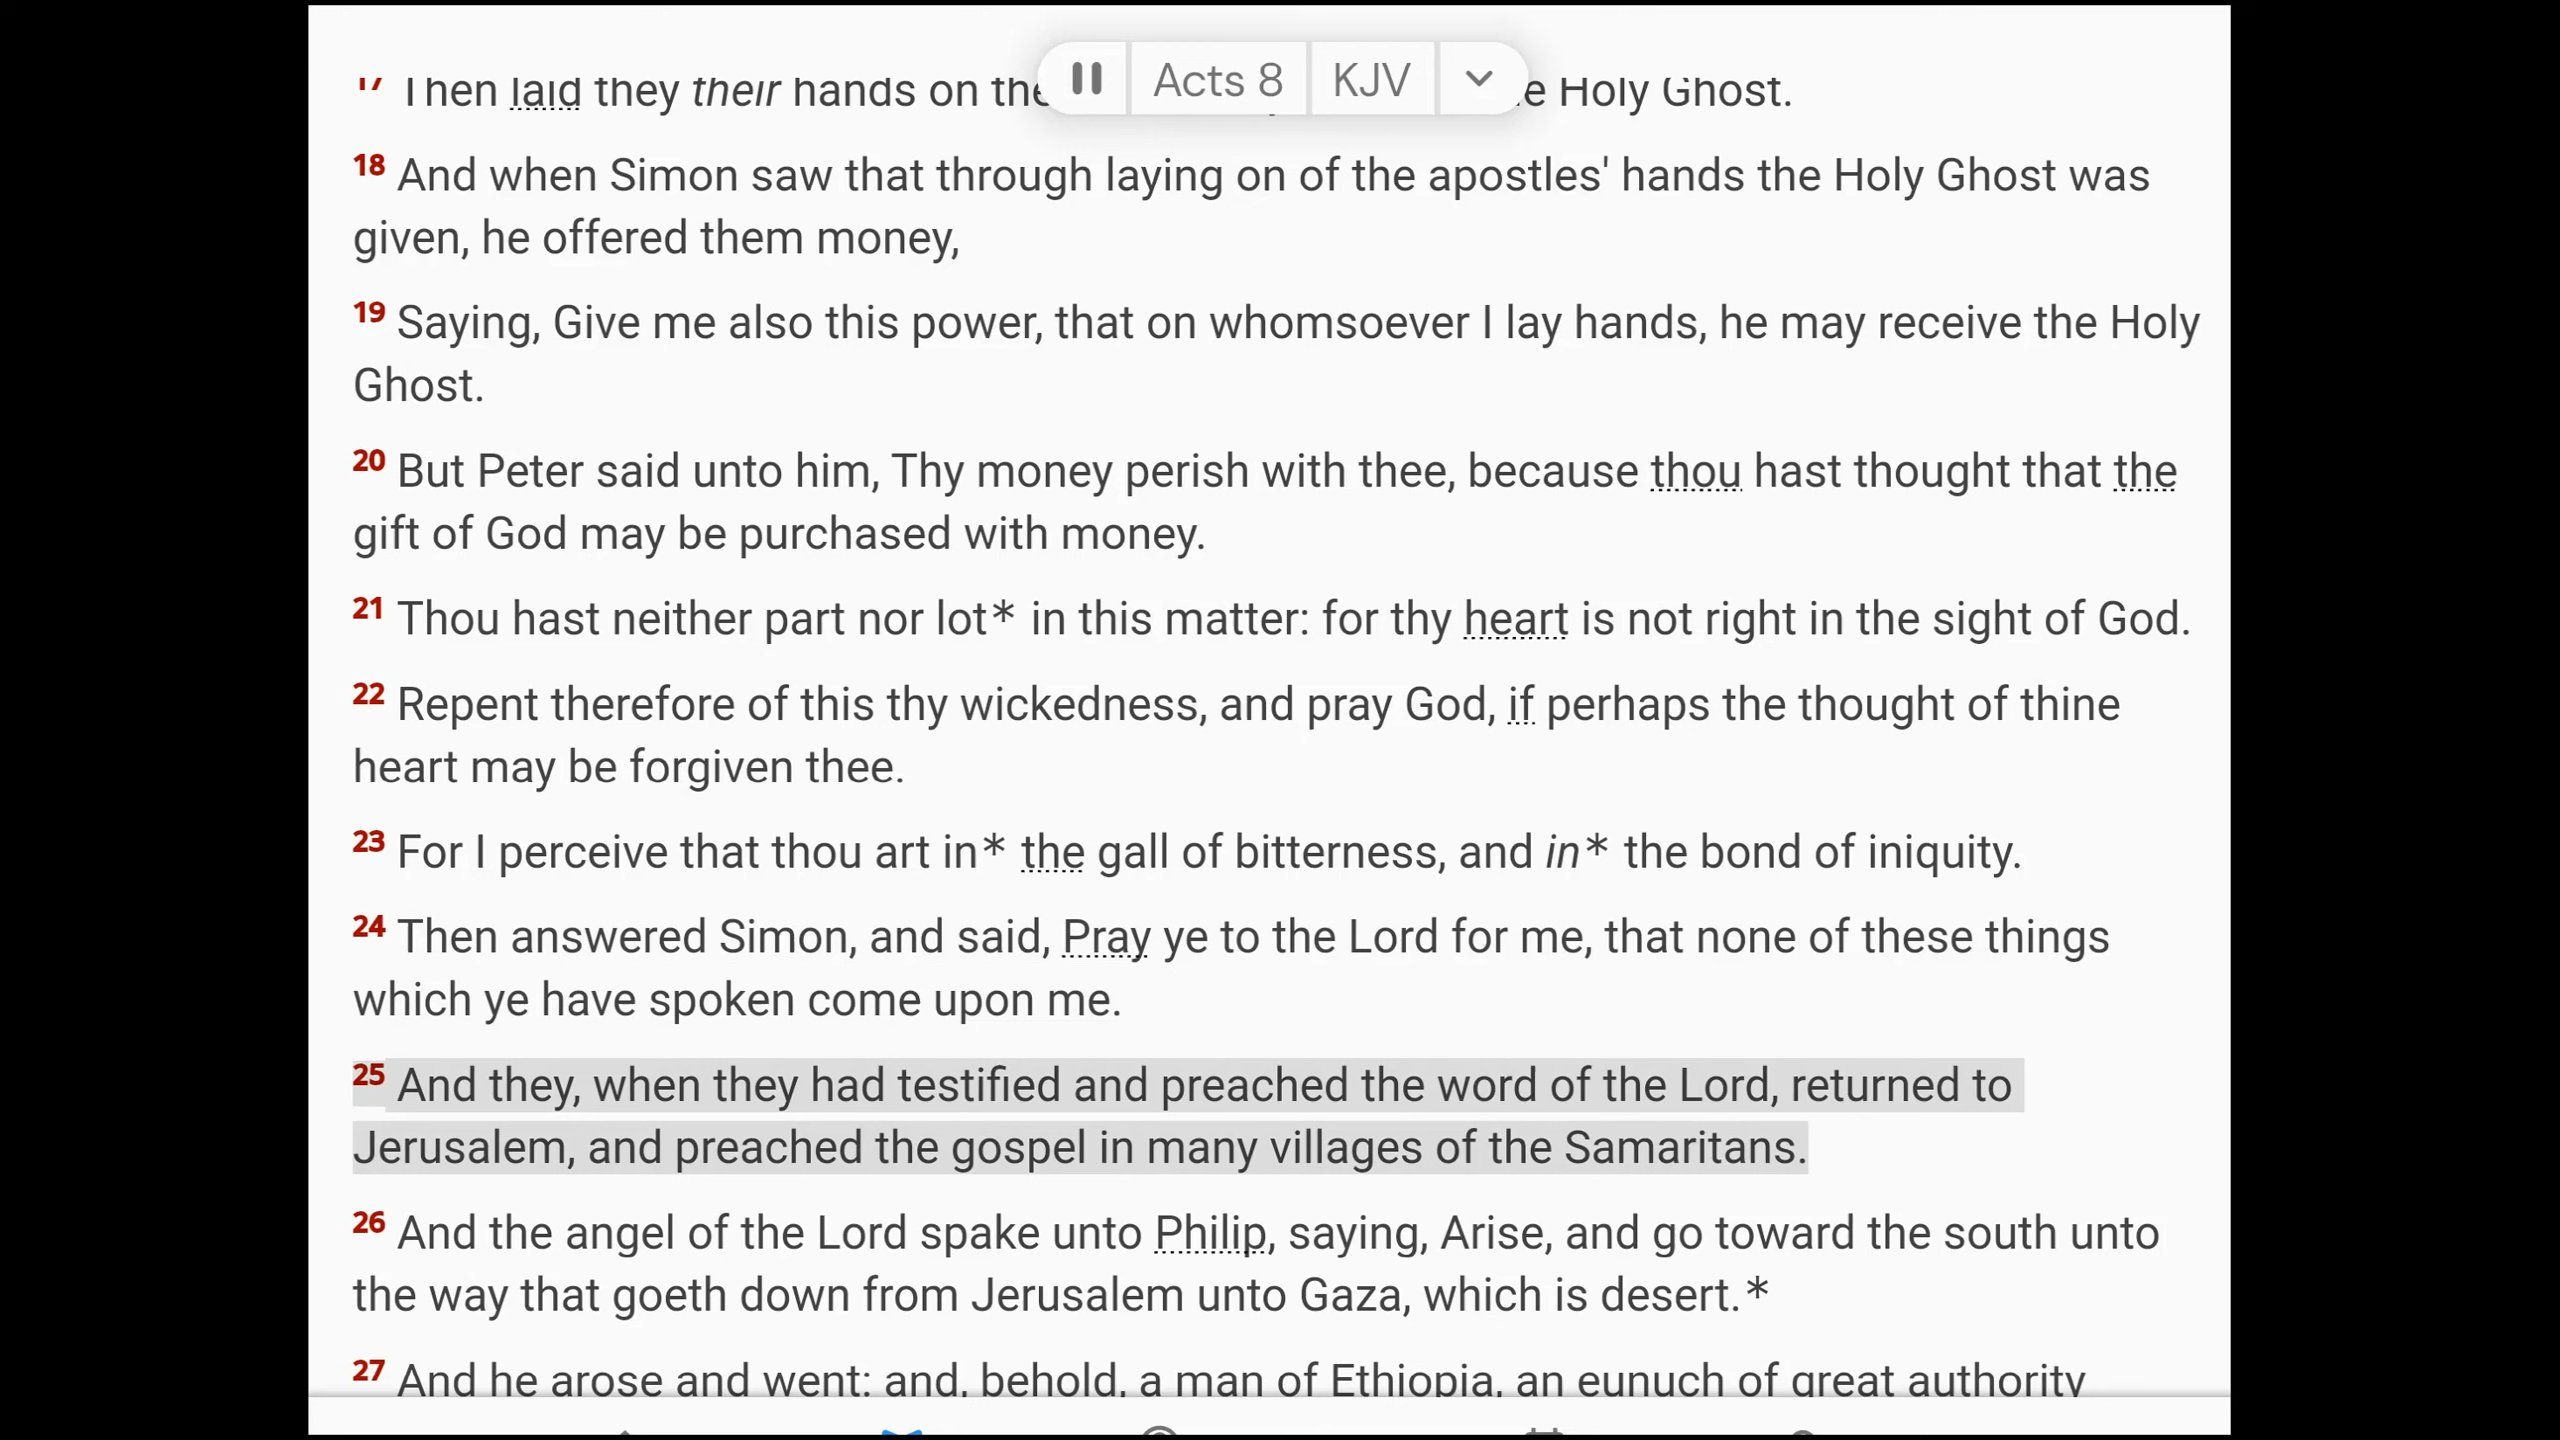 Acts 8 KJV
17 Then laid they their hands on the Holy Ghost.
18 And when Simon saw that through laying on of the apostles' hands the Holy Ghost was
given, he offered them money,
19 Saying, Give me also this power, that on whomsoever I lay hands, he may receive the Holy
Ghost.
20 But Peter said unto him, Thy money perish with thee, because thou hast thought that the
gift of God may be purchased with money.
21 Thou hast neither part nor lot* in this matter: for thy heart is not right in the sight of God.
22 Repent therefore of this thy wickedness, and pray God, if perhaps the thought of thine
heart may be forgiven thee.
23 For I perceive that thou art in* the gall of bitterness, and in* the bond of iniquity.
24 Then answered Simon, and said, Pray ye to the Lord for me, that none of these things
which ye have spoken come upon me.
25 And they, when they had testified and preached the word of the Lord, returned to
Jerusalem, and preached the gospel in many villages of the Samaritans.
26 And the angel of the Lord spake unto Philip, saying, Arise, and go toward the south unto
the way that goeth down from Jerusalem unto Gaza, which is desert.*
27 And he arose and went: and, behold, a man of Ethiopia, an eunuch of great authority